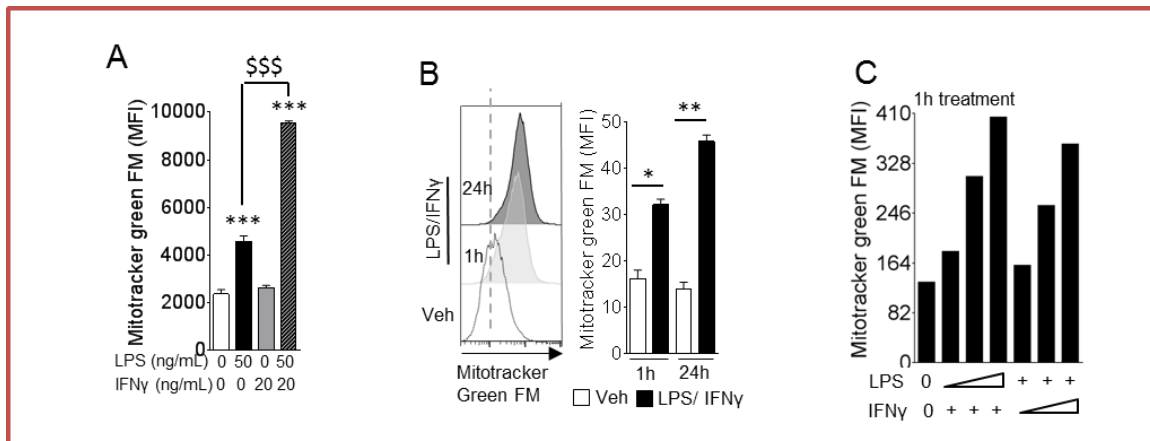 A
$$$
***
***
Mitotracker green FM (MFI)
10000
8000
6000
4000
2000
0
LPS (ng/mL) 0 50 0 50
IFNγ (ng/mL) 0 0 20 20
B
LPS/IFNγ
24h
1h
Veh
Mitotracker
Green FM
Mitotracker green FM (MFI)
50
40
30
20
10
0
*
**
1h 24h
Veh LPS/ IFNγ
C
1h treatment
Mitotracker green FM (MFI)
410
328
246
164
82
0
LPS 0 + + +
IFNγ 0 + + +